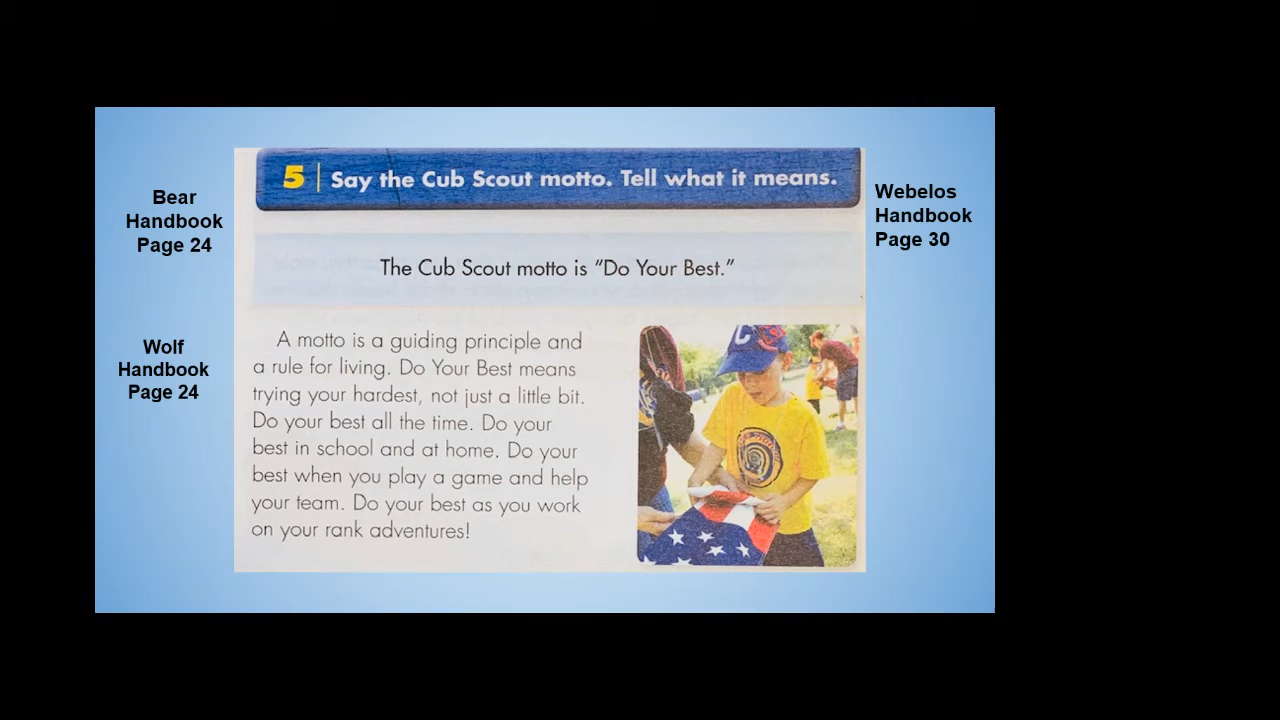 5 | Say the Cub Scout motto. Tell what it means.
Bear
Handbook
Page 24
Webelos
Handbook
Page 30
The Cub Scout motto is “Do Your Best.”
Wolf
Handbook
Page 24
A motto is a guiding principle and
a rule for living. Do Your Best means
trying your hardest, not just a little bit.
Do your best all the time. Do your
best in school and at home. Do your
best when you play a game and help
your team. Do your best as you work
on your rank adventures!
C